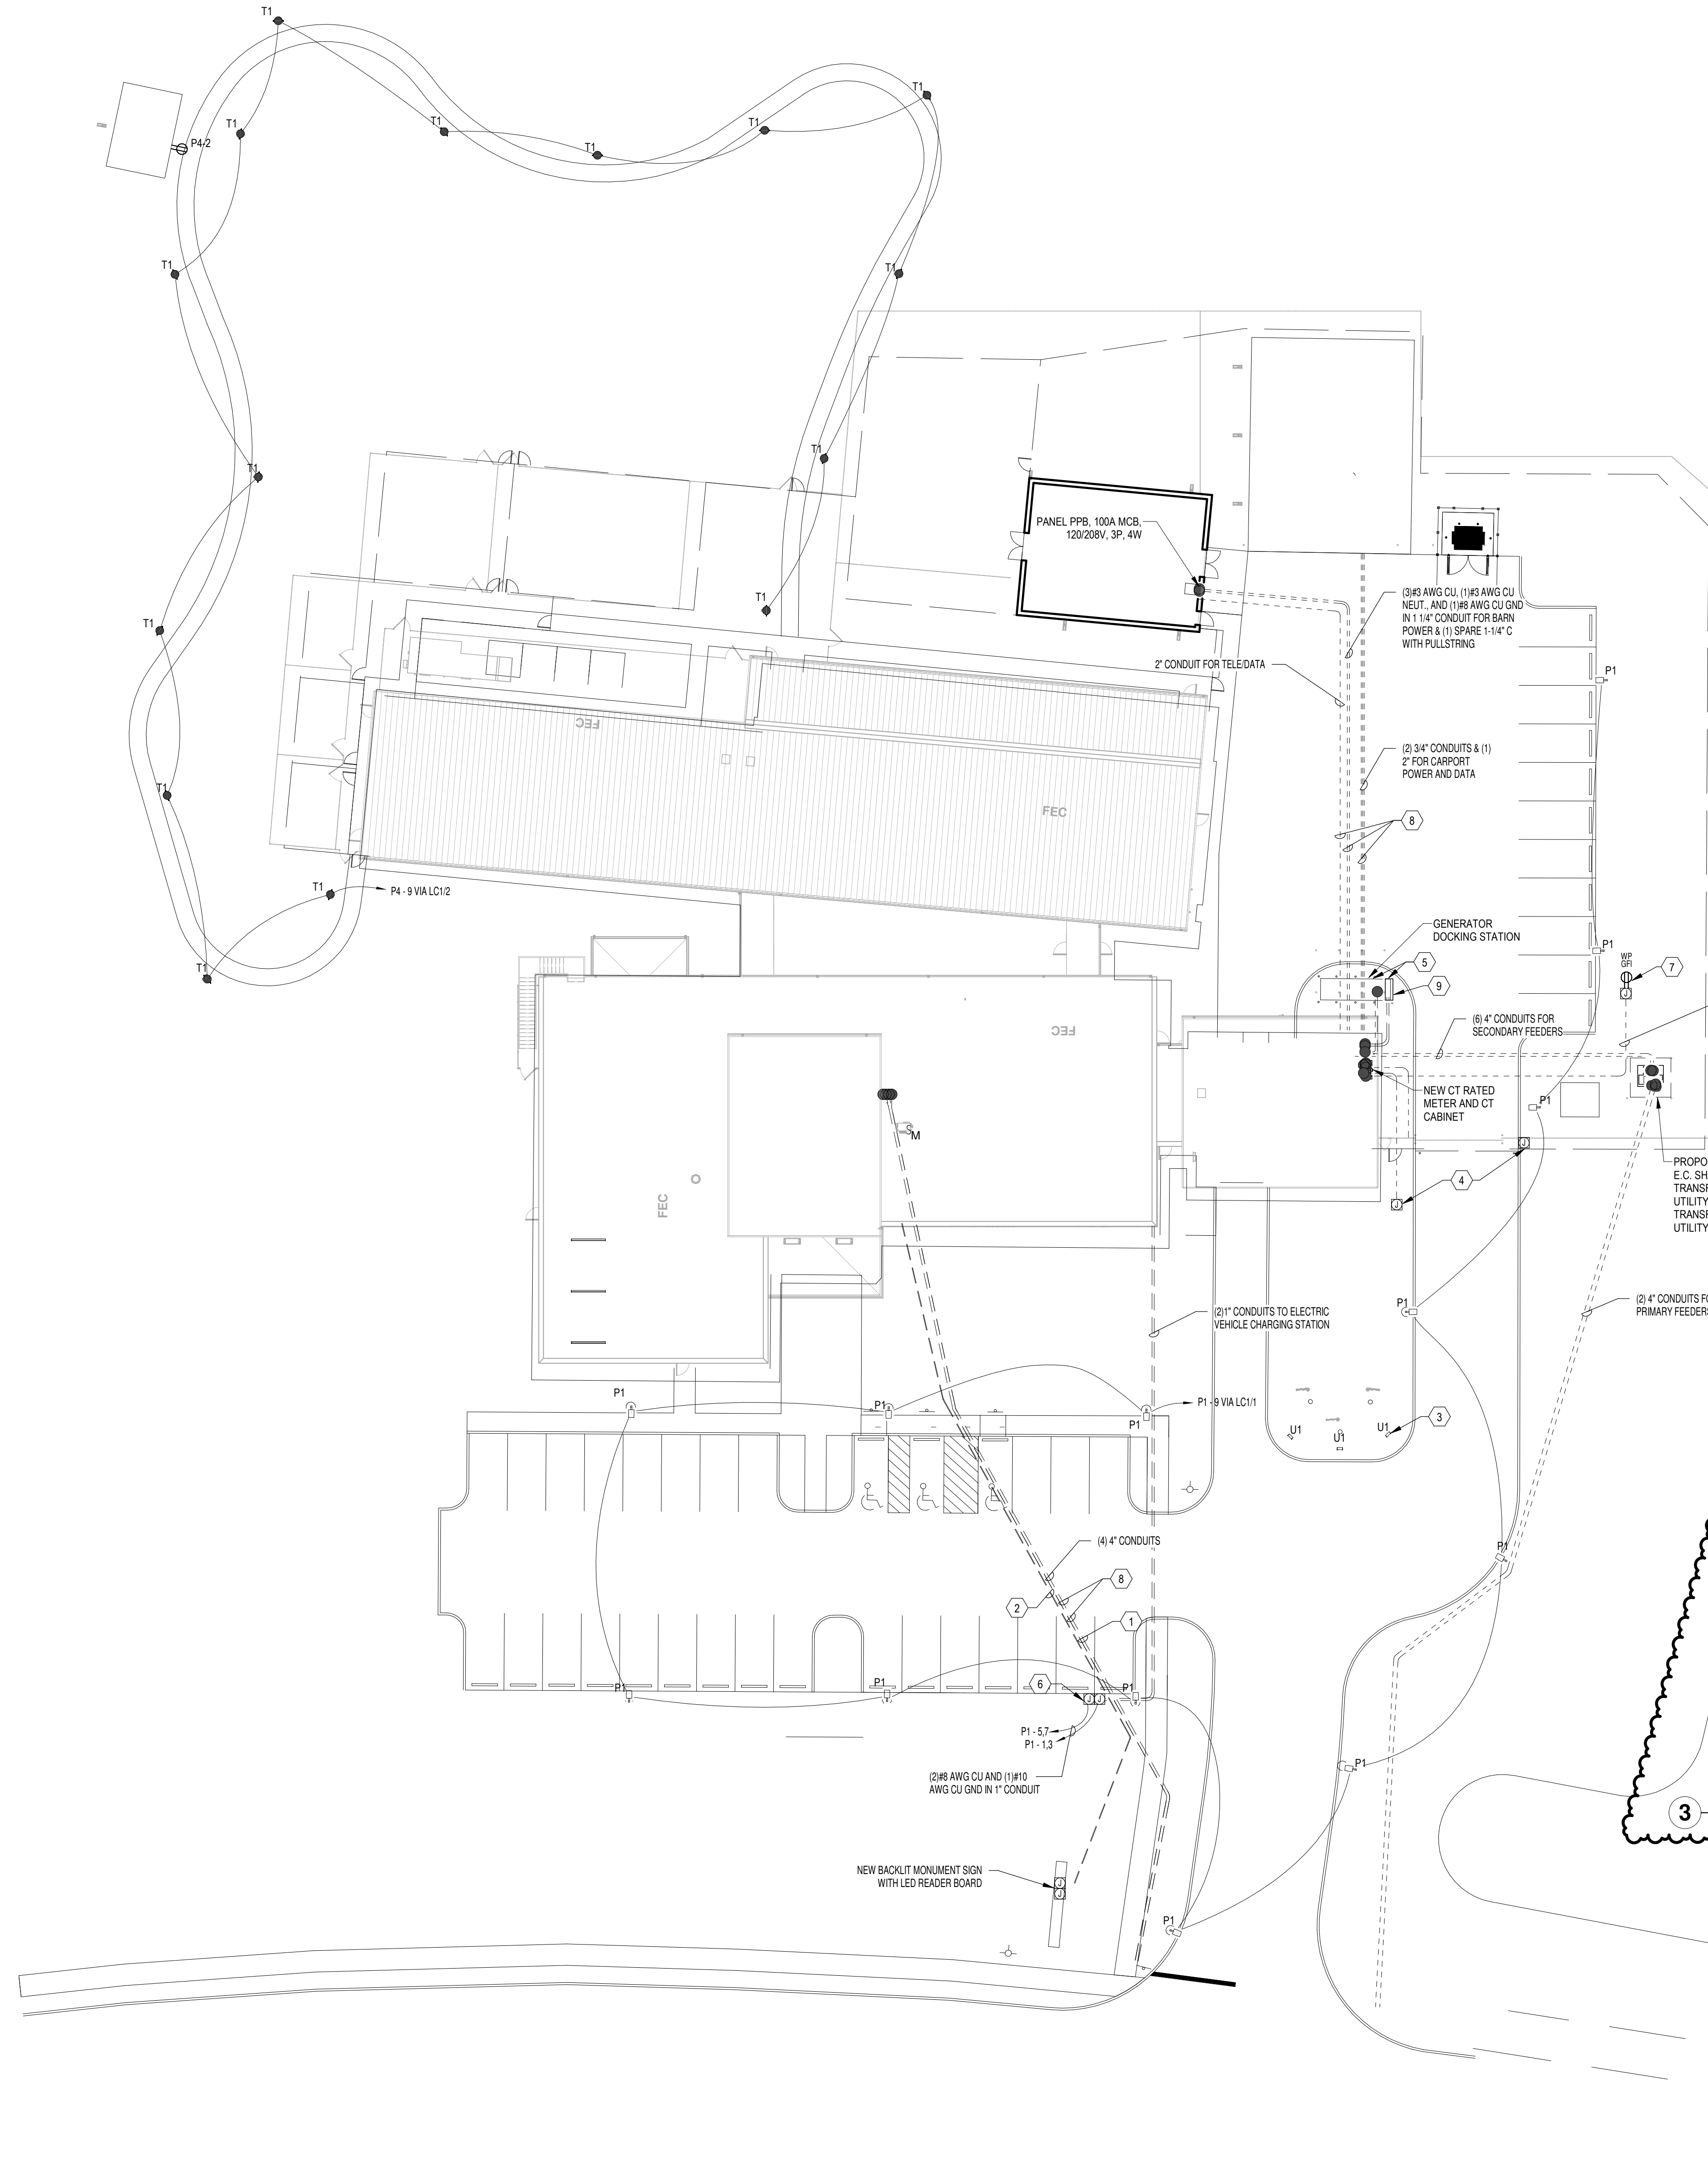 T1
T1
P4-2
T1
T1
T1
T1
T1
T1
T1
T1
T1
PANEL PPB, 100A MCB,
120/208V, 3P, 4W
(3)#3 AWG CU, (1)#3 AWG CU
NEUT., AND (1)#8 AWG CU GND
IN 1 1/4" CONDUIT FOR BARN
POWER & (1) SPARE 1-1/4" C
WITH PULLSTRING
T1
T1
2" CONDUIT FOR TELE/DATA
P1
FEC
(2) 3/4" CONDUITS & (1)
2" FOR CARPORT
POWER AND DATA
T1
FEC
8
T1
P4 - 9 VIA LC1/2
T1
GENERATOR
DOCKING STATION
P1
5
WP
GFI
7
9
J
(6) 4" CONDUITS FOR
SECONDARY FEEDERS
FEC
NEW CT RATED
METER AND CT
CABINET
P1
S
M
J
PROPO
E.C. SH
TRANSF
UTILITY
TRANSF
UTILITY
4
J
FEC
(2) 4" CONDUITS FO
PRIMARY FEEDERS
P1
(2)1" CONDUITS TO ELECTRIC
VEHICLE CHARGING STATION
P1
P1
P1
P1 - 9 VIA LC1/1
3
U1
U1
U1
(4) 4" CONDUITS
P1
8
2
1
P1
P1
6
P1
J
J
P1 - 5,7
P1 - 1,3
P1
(2)#8 AWG CU AND (1)#10
AWG CU GND IN 1" CONDUIT
3
NEW BACKLIT MONUMENT SIGN
WITH LED READER BOARD
J
J
P1